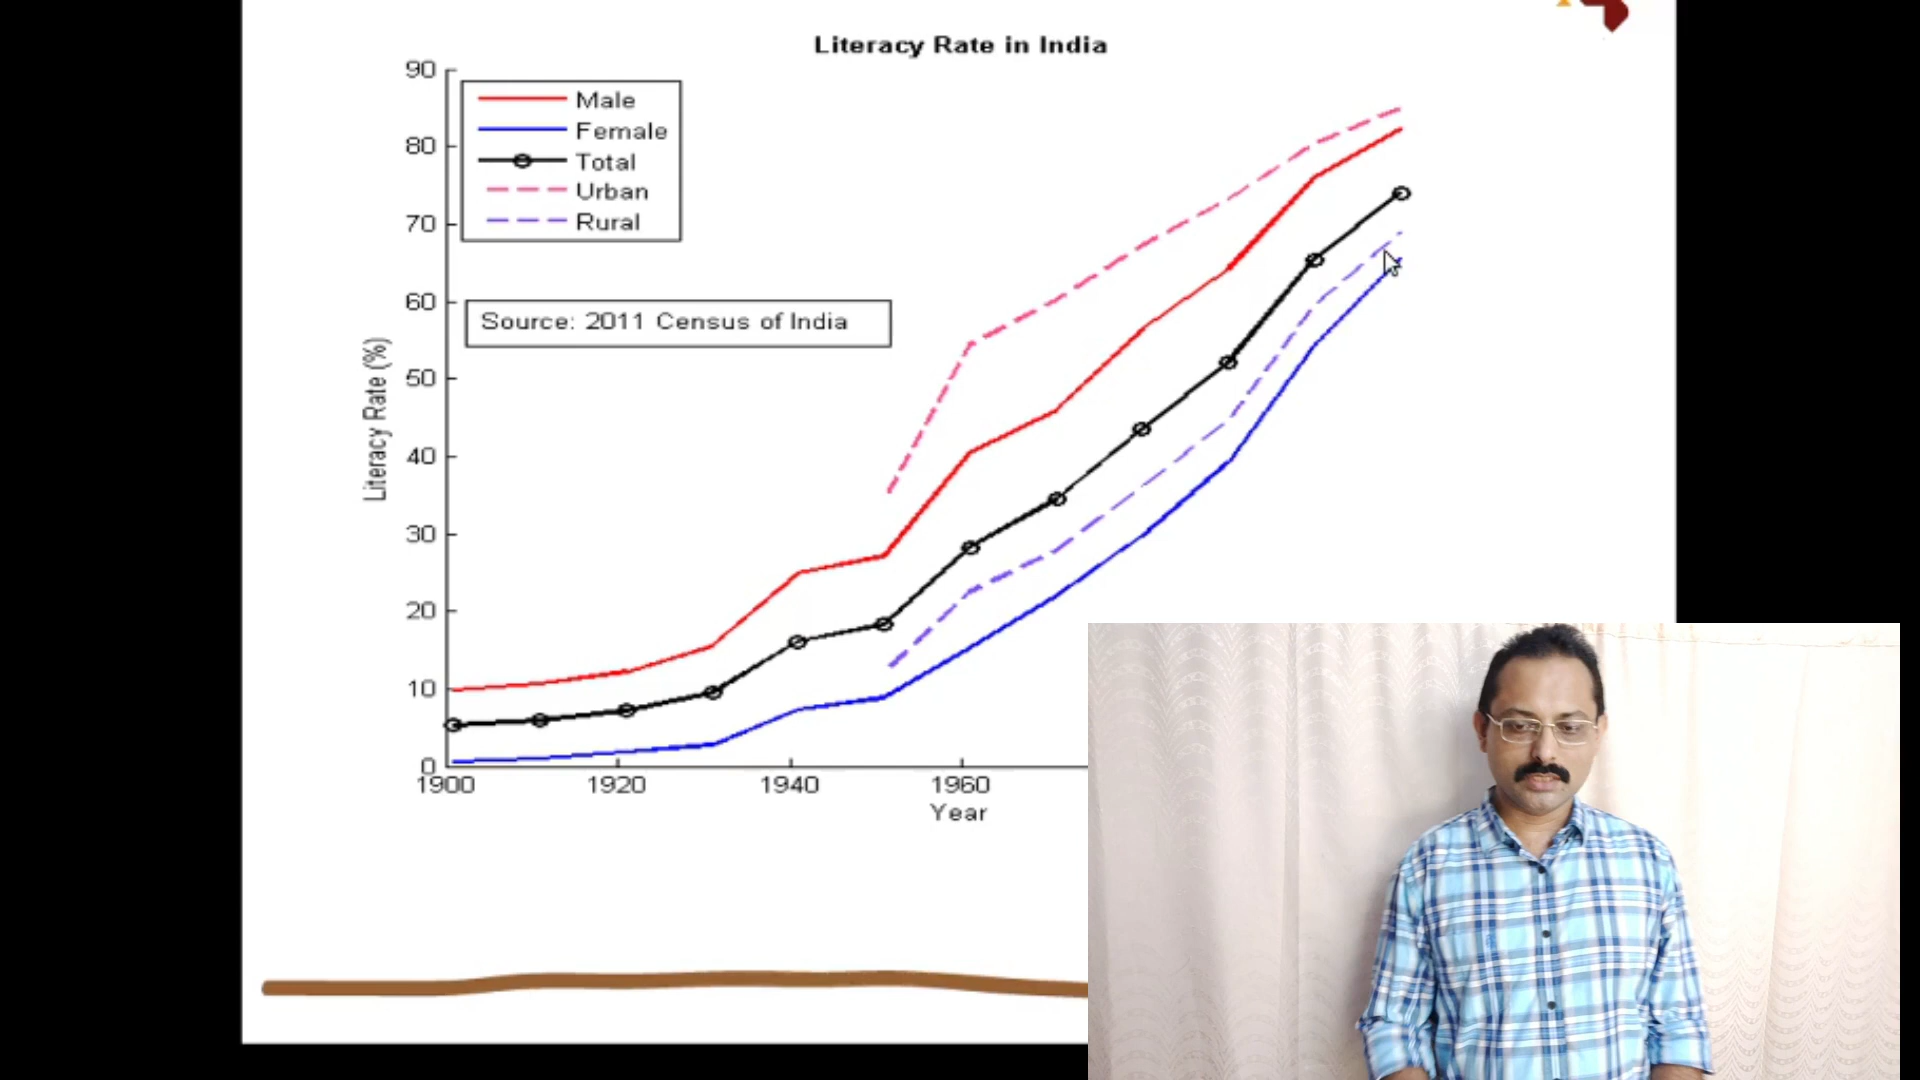 Literacy Rate in India
90
80
70
60
50
40
30
20
10
0
Literacy Rate (%)
Male
Female
Total
Urban
Rural
Source: 2011 Census of India
1900
1920
1940
1960
Year